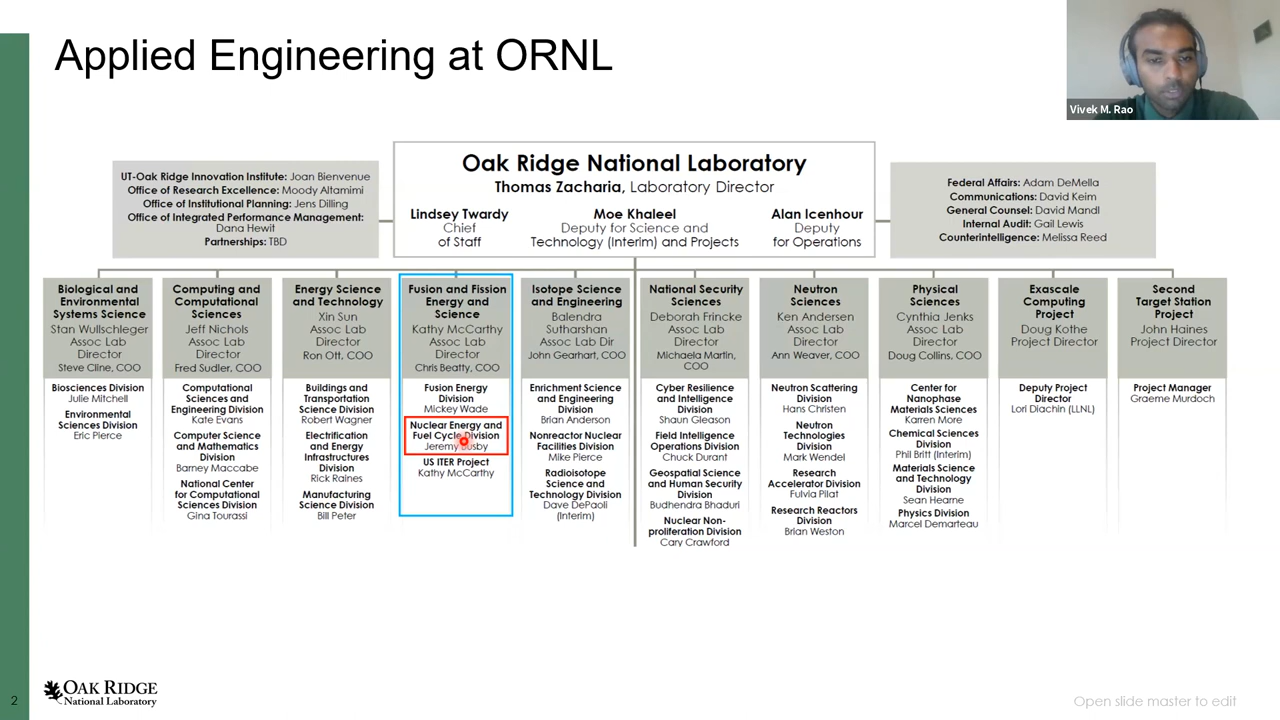 Applied Engineering at ORNL
Vivek M. Rao
Oak Ridge National Laboratory
Thomas Zacharia, Laboratory Director
Lindsey Twardy
Chief
of Staff
Moe Khaleel
Deputy for Science and
Technology (Interim) and Projects
Alan Icenhour
Deputy
for Operations
UT-Oak Ridge Innovation Institute: Joan Bienvenue
Office of Research Excellence: Moody Altamimi
Office of Institutional Planning: Jens Dilling
Office of Integrated Performance Management:
Dana Hewit
Partnerships: TBD
Federal Affairs: Adam DeMella
Communications: David Keim
General Counsel: David Mandl
Internal Audit: Gail Lewis
Counterintelligence: Melissa Reed
Biological and
Environmental
Systems Science
Stan Wullschleger
Assoc Lab
Director
Steve Cline, COO
Biosciences Division
Julie Mitchell
Environmental
Sciences Division
Eric Pierce
Computing and
Computational
Sciences
Jeff Nichols
Assoc Lab
Director
Fred Sudler, COO
Computational
Sciences and
Engineering Division
Kate Evans
Computer Science
and Mathematics
Division
Barney Maccabe
National Center
for Computational
Sciences Division
Gina Tourassi
Energy Science
and Technology
Xin Sun
Assoc Lab
Director
Ron Ott, COO
Buildings and
Transportation
Science Division
Robert Wagner
Electrification
and Energy
Infrastructures
Division
Rick Raines
Manufacturing
Science Division
Bill Peter
Fusion and Fission
Energy and
Science
Kathy McCarthy
Assoc Lab
Director
Chris Beatty, COO
Fusion Energy
Division
Mickey Wade
Nuclear Energy and
Fuel Cycle Division
Jeremy Busby
US ITER Project
Kathy McCarthy
Isotope Science
and Engineering
Balendra
Sutharshan
Assoc Lab Dir
John Gearhart, COO
Enrichment Science
and Engineering
Division
Brian Anderson
Nonreactor Nuclear
Facilities Division
Mike Pierce
Radioisotope
Science and
Technology Division
Dave DePaoli
(Interim)
National Security
Sciences
Deborah Frincke
Assoc Lab
Director
Michaela Martin,
COO
Cyber Resilience
and Intelligence
Division
Shaun Gleason
Field Intelligence
Operations Division
Chuck Durant
Geospatial Science
and Human Security
Division
Budhendra Bhaduri
Nuclear Non-
proliferation Division
Cary Crawford
Neutron
Sciences
Ken Andersen
Assoc Lab
Director
Ann Weaver, COO
Neutron Scattering
Division
Hans Christen
Neutron
Technologies
Division
Mark Wendel
Research
Accelerator Division
Fulvia Pilat
Research Reactors
Division
Brian Weston
Physical
Sciences
Cynthia Jenks
Assoc Lab
Director
Doug Collins, COO
Center for
Nanophase
Materials Sciences
Karren More
Chemical Sciences
Division
Phil Britt (Interim)
Materials Science
and Technology
Division
Sean Hearne
Physics Division
Marcel Demarteau
Exascale
Computing
Project
Doug Kothe
Project Director
Deputy Project
Director
Lori Diachin (LLNL)
Second
Target Station
Project
John Haines
Project Director
Project Manager
Graeme Murdoch
2
OAK RIDGE
National Laboratory
Open slide master to edit